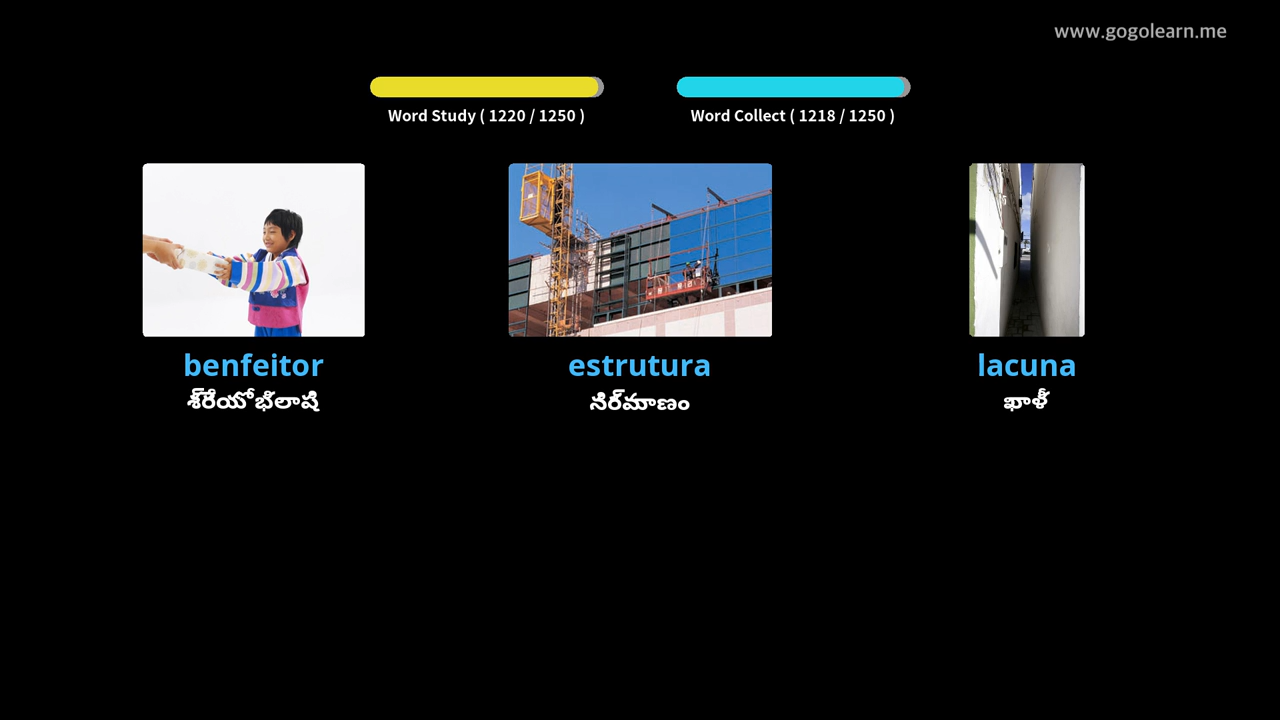 www.gogolearn.me
Word Study ( 1220 / 1250 )
Word Collect ( 1218 / 1250 )
benfeitor
estrutura
lacuna
శ్రేయోభిలాషి
నిర్మాణం
ఖాళీ